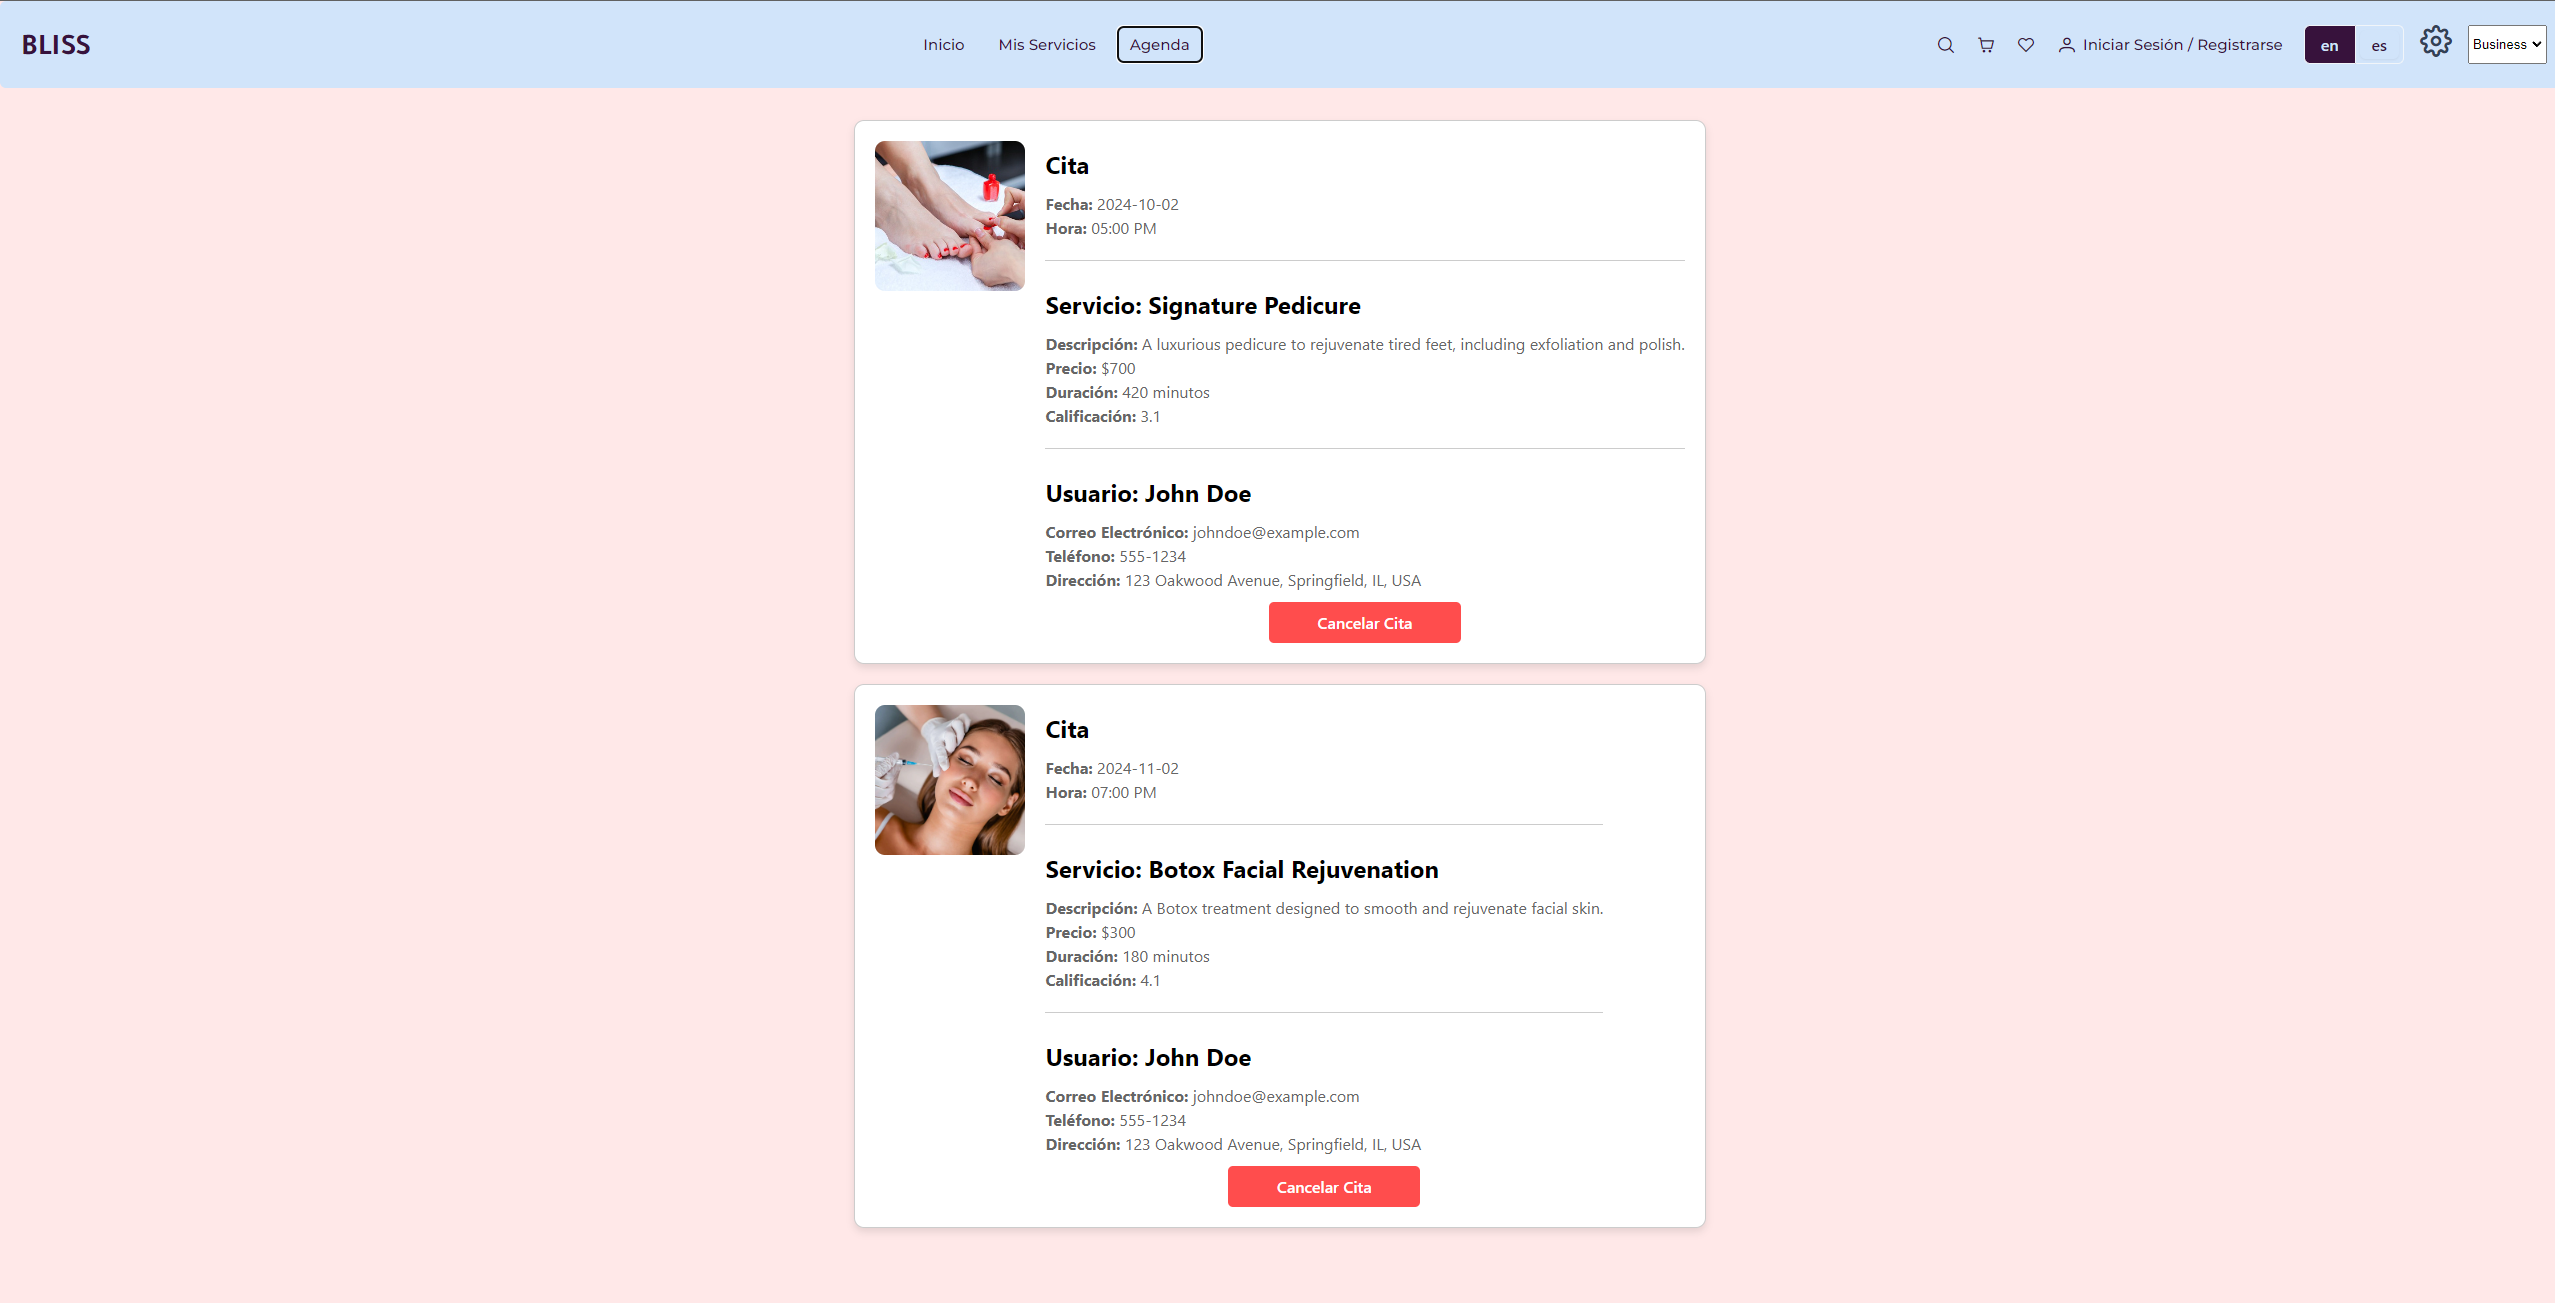 BLISS
Inicio
Mis Servicios
Agenda
Iniciar Sesión / Registrarse
en
es
Business
Cita
Fecha: 2024-10-02
Hora: 05:00 PM
Servicio: Signature Pedicure
Descripción: A luxurious pedicure to rejuvenate tired feet, including exfoliation and polish.
Precio: $700
Duración: 420 minutos
Calificación: 3.1
Usuario: John Doe
Correo Electrónico: johndoe@example.com
Teléfono: 555-1234
Dirección: 123 Oakwood Avenue, Springfield, IL, USA
Cancelar Cita
Cita
Fecha: 2024-11-02
Hora: 07:00 PM
Servicio: Botox Facial Rejuvenation
Descripción: A Botox treatment designed to smooth and rejuvenate facial skin.
Precio: $300
Duración: 180 minutos
Calificación: 4.1
Usuario: John Doe
Correo Electrónico: johndoe@example.com
Teléfono: 555-1234
Dirección: 123 Oakwood Avenue, Springfield, IL, USA
Cancelar Cita